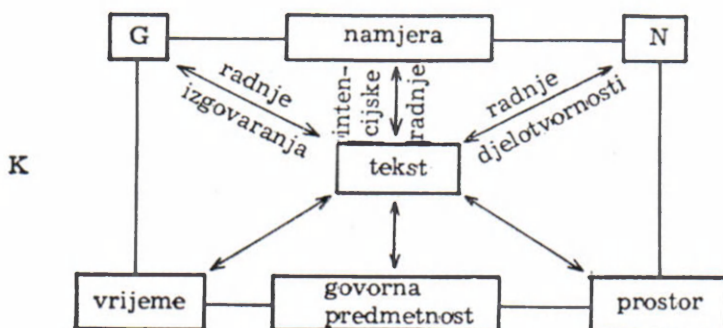 G
namjera
N
radnje
izgovaranja
inten-
cijske
radnje
radnje
djelotvornosti
K
tekst
vrijeme
govorna
predmetnost
prostor